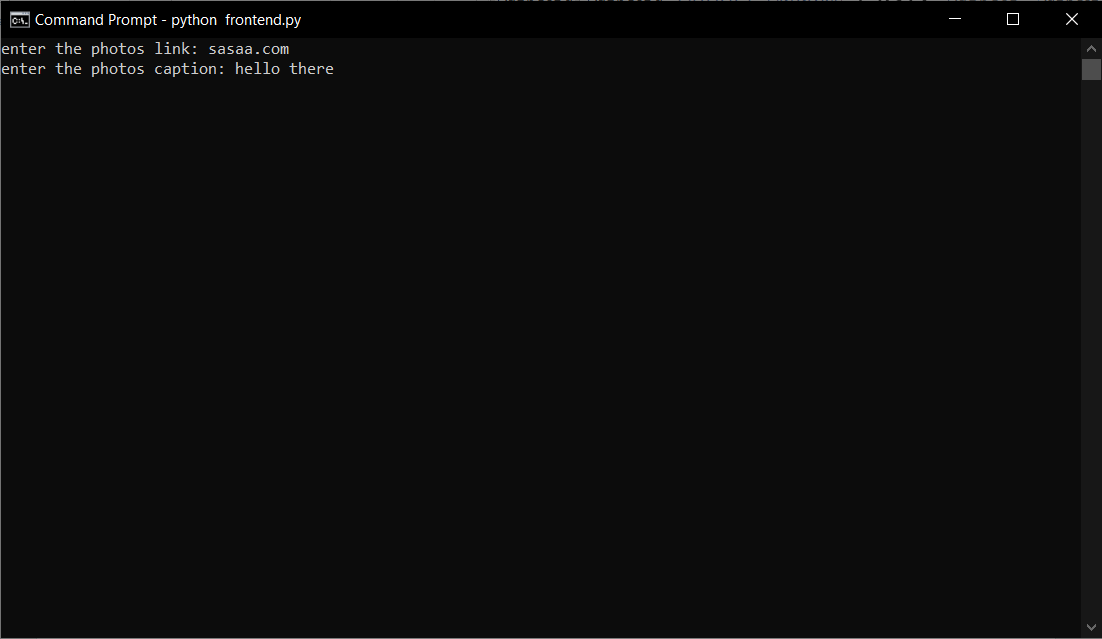 Command Prompt - python  frontend.py
enter the photos link: sasaa.com
enter the photos caption: hello there